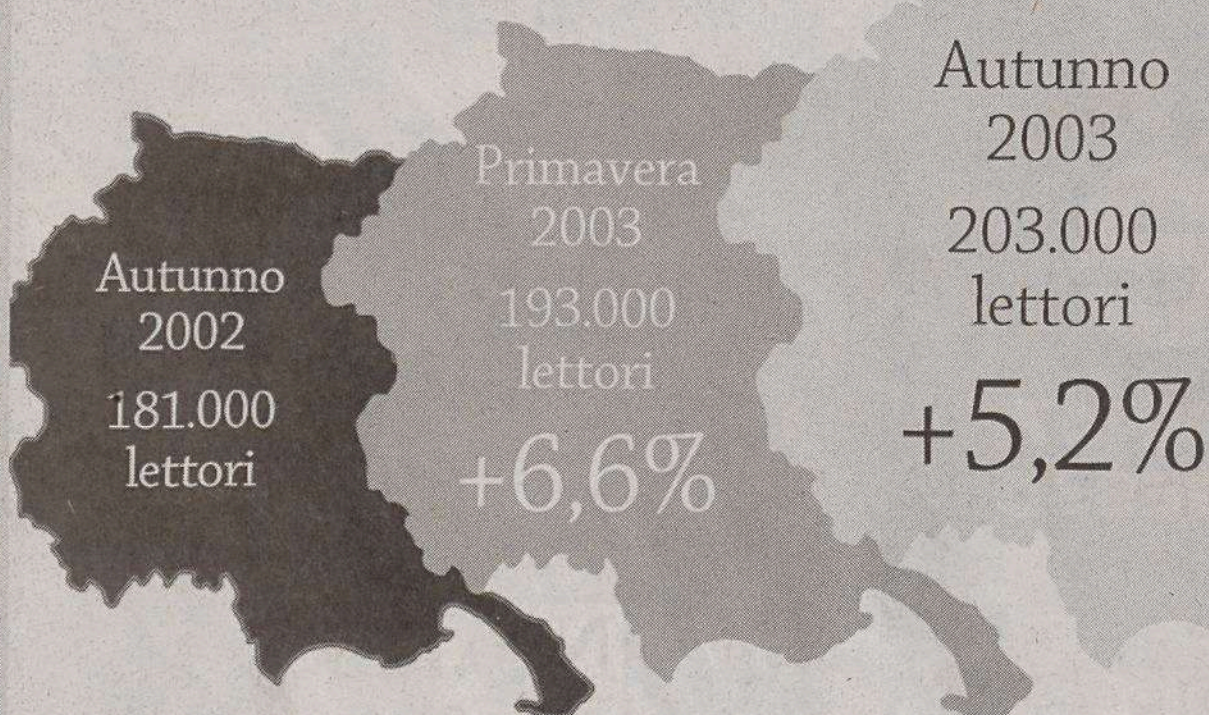 Autunno
2002
181.000
lettori
Primavera
2003
193.000
lettori
+6,6%
Autunno
2003
203.000
lettori
+5,2%